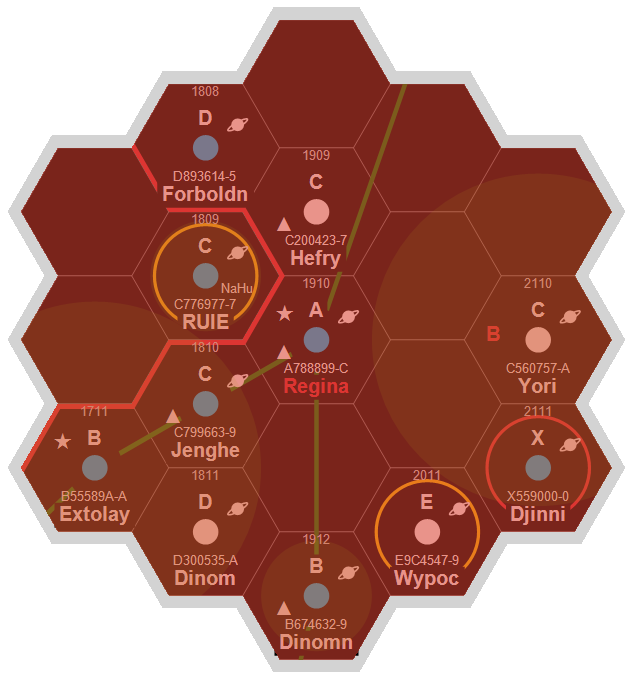 1808
D
D893614-5
Forboldn
1909
C
C200423-7
Hefry
1809
C
NaHu
C776977-7
RUIE
1910
A
A788899-C
Regina
2110
C
B
C560757-A
Yori
1810
C
C799663-9
Jenghe
1711
B
B55589A-A
Extolay
1811
D
D300535-A
Dinom
2011
E
E9C4547-9
Wypoc
2111
X
X559000-0
Djinni
1912
B
B674632-9
Dinomn